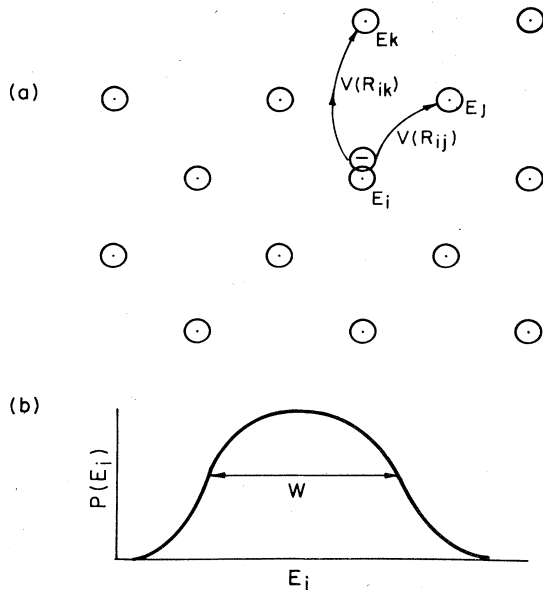 (a)
Ek
V(Rik)
EJ
V(Rij)
−
Ei
(b)
P(Ei)
W
Ei